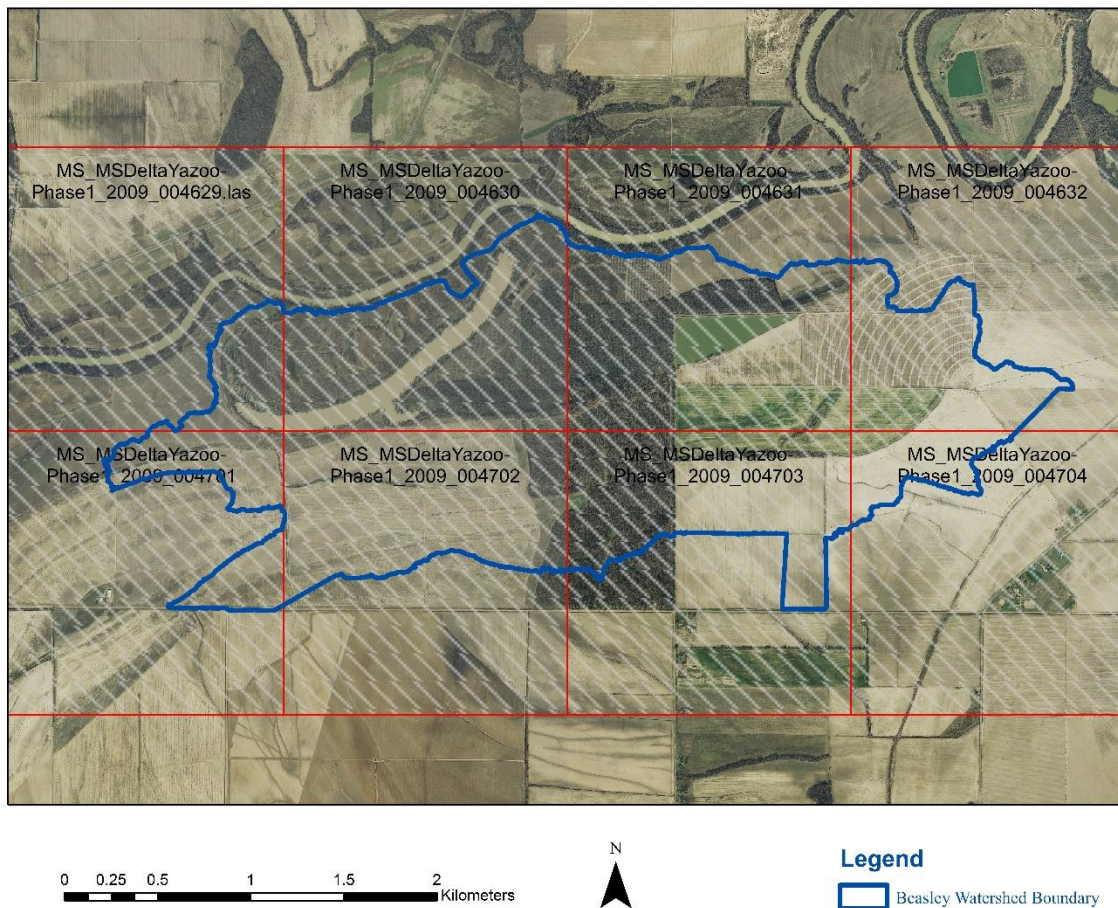 MS_MSDeltaYazoo-
Phase1_2009_004629.las
MS_MSDeltaYazoo-
Phase1_2009_004630
MS_MSDeltaYazoo-
Phase1_2009_004631
MS_MSDeltaYazoo-
Phase1_2009_004632
MS_MSDeltaYazoo-
Phase1_2009_004701
MS_MSDeltaYazoo-
Phase1_2009_004702
MS_MSDeltaYazoo-
Phase1_2009_004703
MS_MSDeltaYazoo-
Phase1_2009_004704
0 0.25 0.5 1 1.5 2
Kilometers
N
Legend
Beasley Watershed Boundary